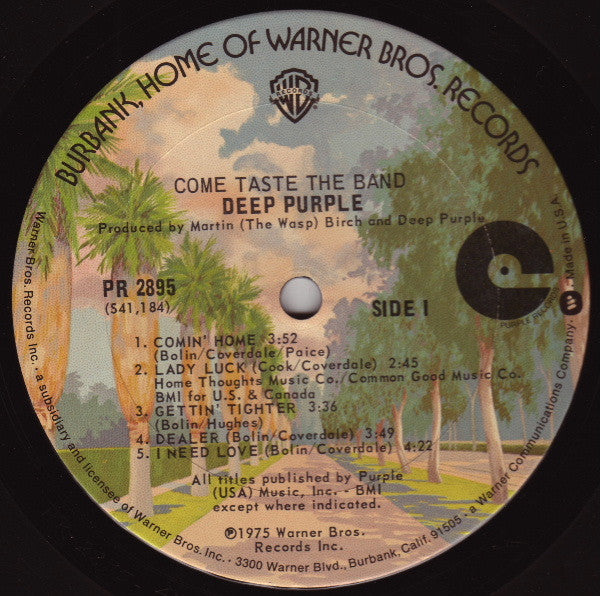 BURBANK, HOME OF WARNER BROS. RECORDS
WB
RECORDS
COME TASTE THE BAND
DEEP PURPLE
Produced by Martin (The Wasp) Birch and Deep Purple
PR 2895
(S41,184)
SIDE 1
P
PURPLE RECORDS
1. COMIN' HOME 3:52
(Bolin/Coverdale/Paice)
2. LADY LUCK (Cook/Coverdale) 2:45
Home Thoughts Music Co./Common Good Music Co.
BMI for U.S. & Canada
3. GETTIN' TIGHTER 3:36
(Bolin/Hughes)
4. DEALER (Bolin/Coverdale) 3:49
5. I NEED LOVE (Bolin/Coverdale) 4:22
All titles published by Purple
(USA) Music, Inc. - BMI
except where indicated.
℗1975 Warner Bros.
Records Inc.
Warner Bros. Records Inc. · a subsidiary and licensee of Warner Bros. Inc. · 3300 Warner Blvd., Burbank, Calif. 91505 · a Warner Communications Company · W · Made in U.S.A.